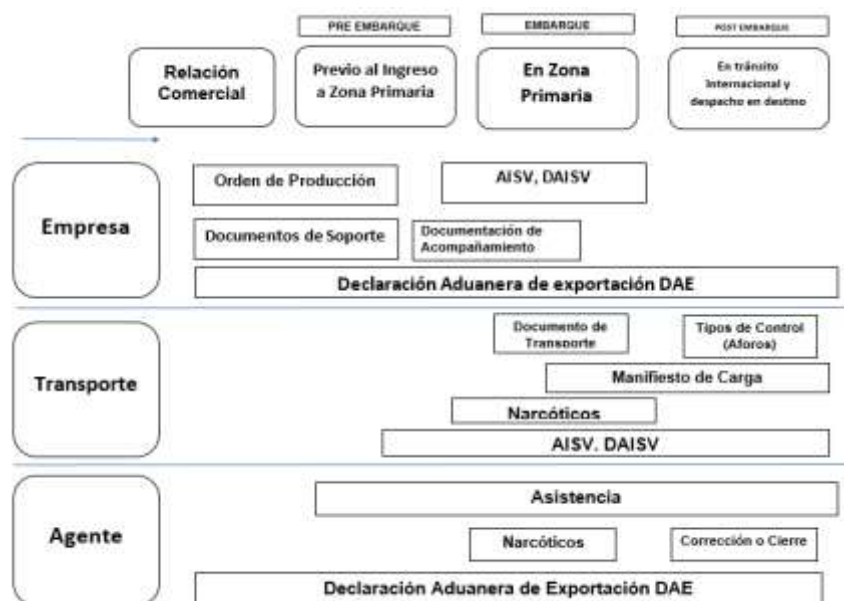 PRE EMBARQUE
EMBARQUE
POST EMBARQUE
Relación
Comercial
Previo al Ingreso
a Zona Primaria
En Zona
Primaria
En tránsito
Internacional y
despacho en destino
Empresa
Orden de Producción
AISV, DAISV
Documentos de Soporte
Documentación de
Acompañamiento
Declaración Aduanera de exportación DAE
Transporte
Documento de
Transporte
Tipos de Control
(Aforos)
Manifiesto de Carga
Narcóticos
AISV. DAISV
Agente
Asistencia
Narcóticos
Corrección o Cierre
Declaración Aduanera de Exportación DAE